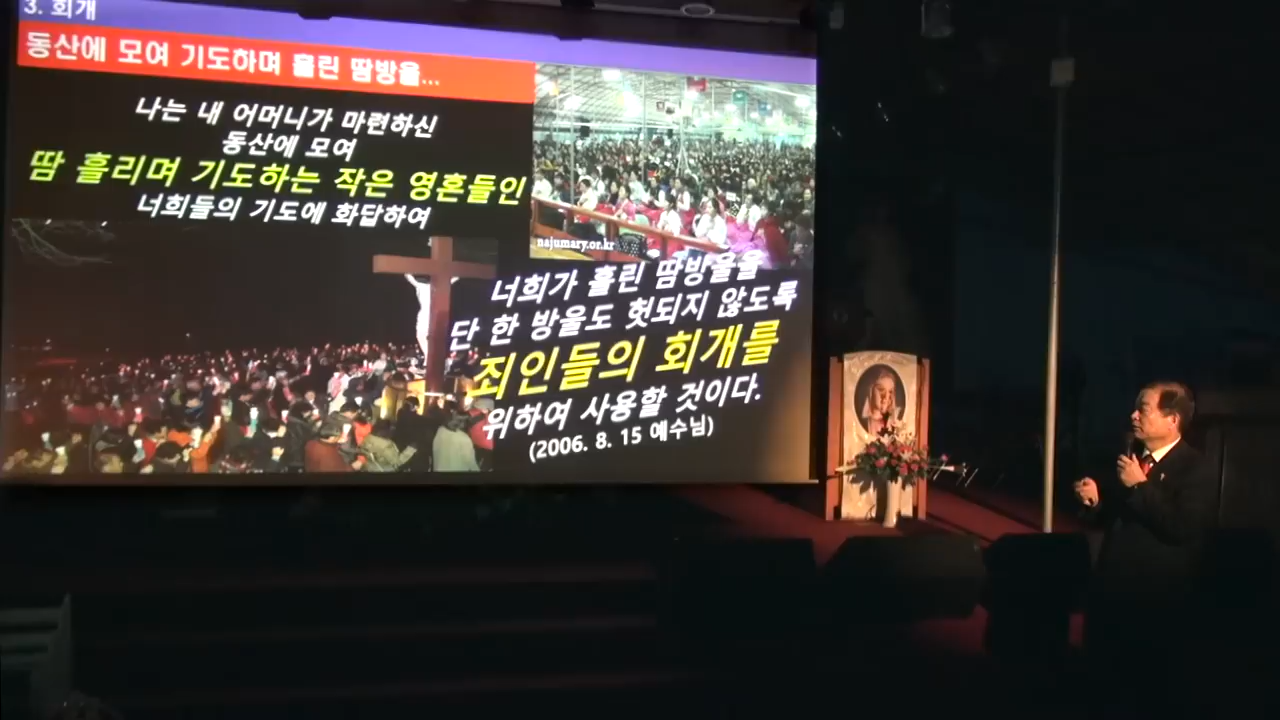 3. 회개
동산에 모여 기도하며 흘린 땀방울...
나는 내 어머니가 마련하신
동산에 모여
땀 흘리며 기도하는 작은 영혼들인
너희들의 기도에 화답하여
najumary.or.kr
너희가 흘린 땀방울을
단 한 방울도 헛되지 않도록
죄인들의 회개를
위하여 사용할 것이다.
(2006. 8. 15 예수님)